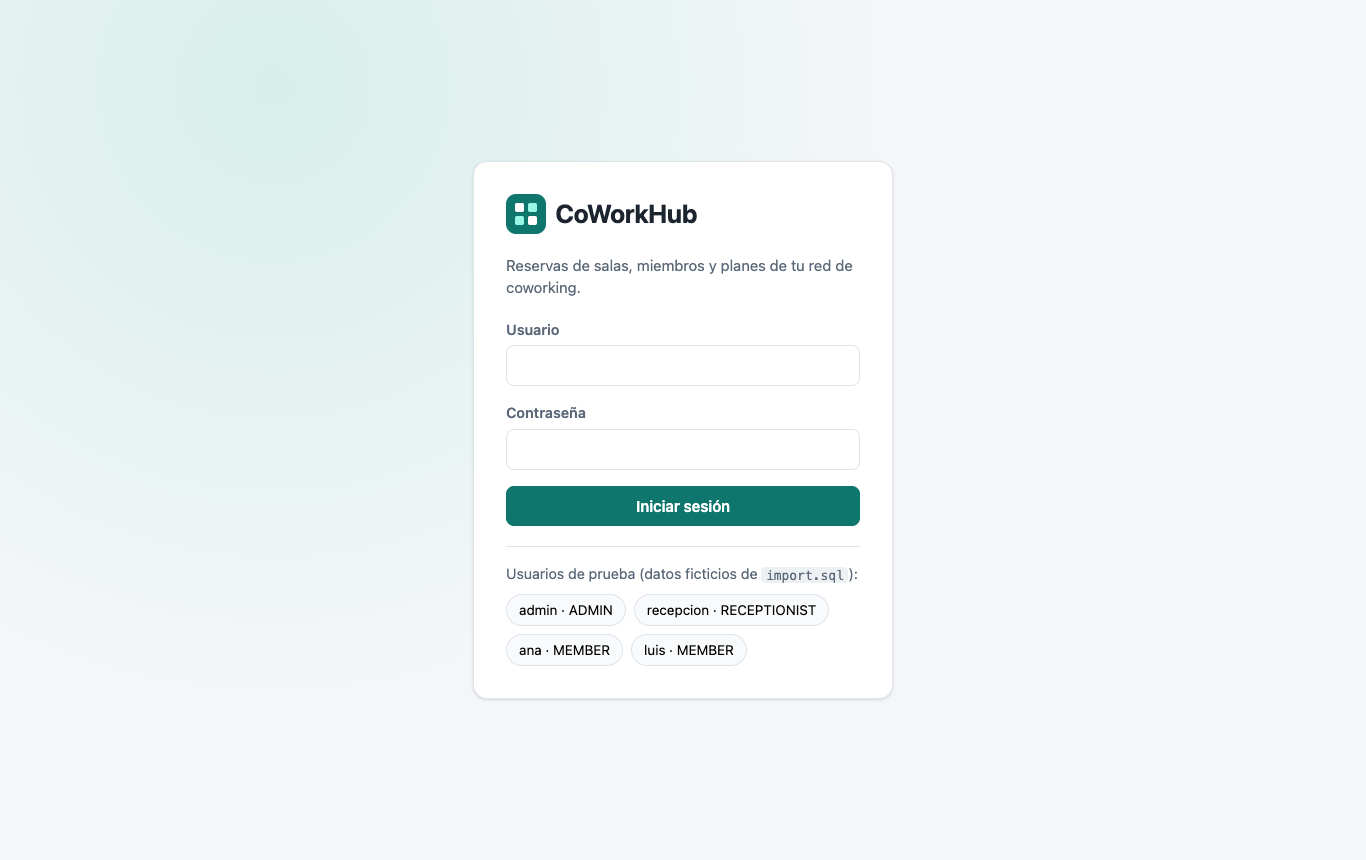 CoWorkHub
Reservas de salas, miembros y planes de tu red de
coworking.
Usuario
Contraseña
Iniciar sesión
Usuarios de prueba (datos ficticios de import.sql):
admin · ADMIN
recepcion · RECEPTIONIST
ana · MEMBER
luis · MEMBER